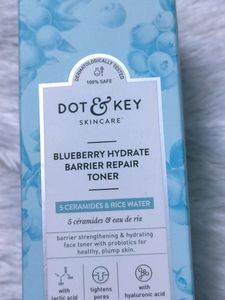 DERMATOLOGICALLY TESTED
100% SAFE
DOT & KEY
SKINCARE™
BLUEBERRY HYDRATE
BARRIER REPAIR
TONER
5 CERAMIDES & RICE WATER
5 céramides & eau de riz
barrier strengthening & hydrating
face toner with probiotics for
healthy, plump skin.
with
lactic acid
tightens
pores
with
hyaluronic acid